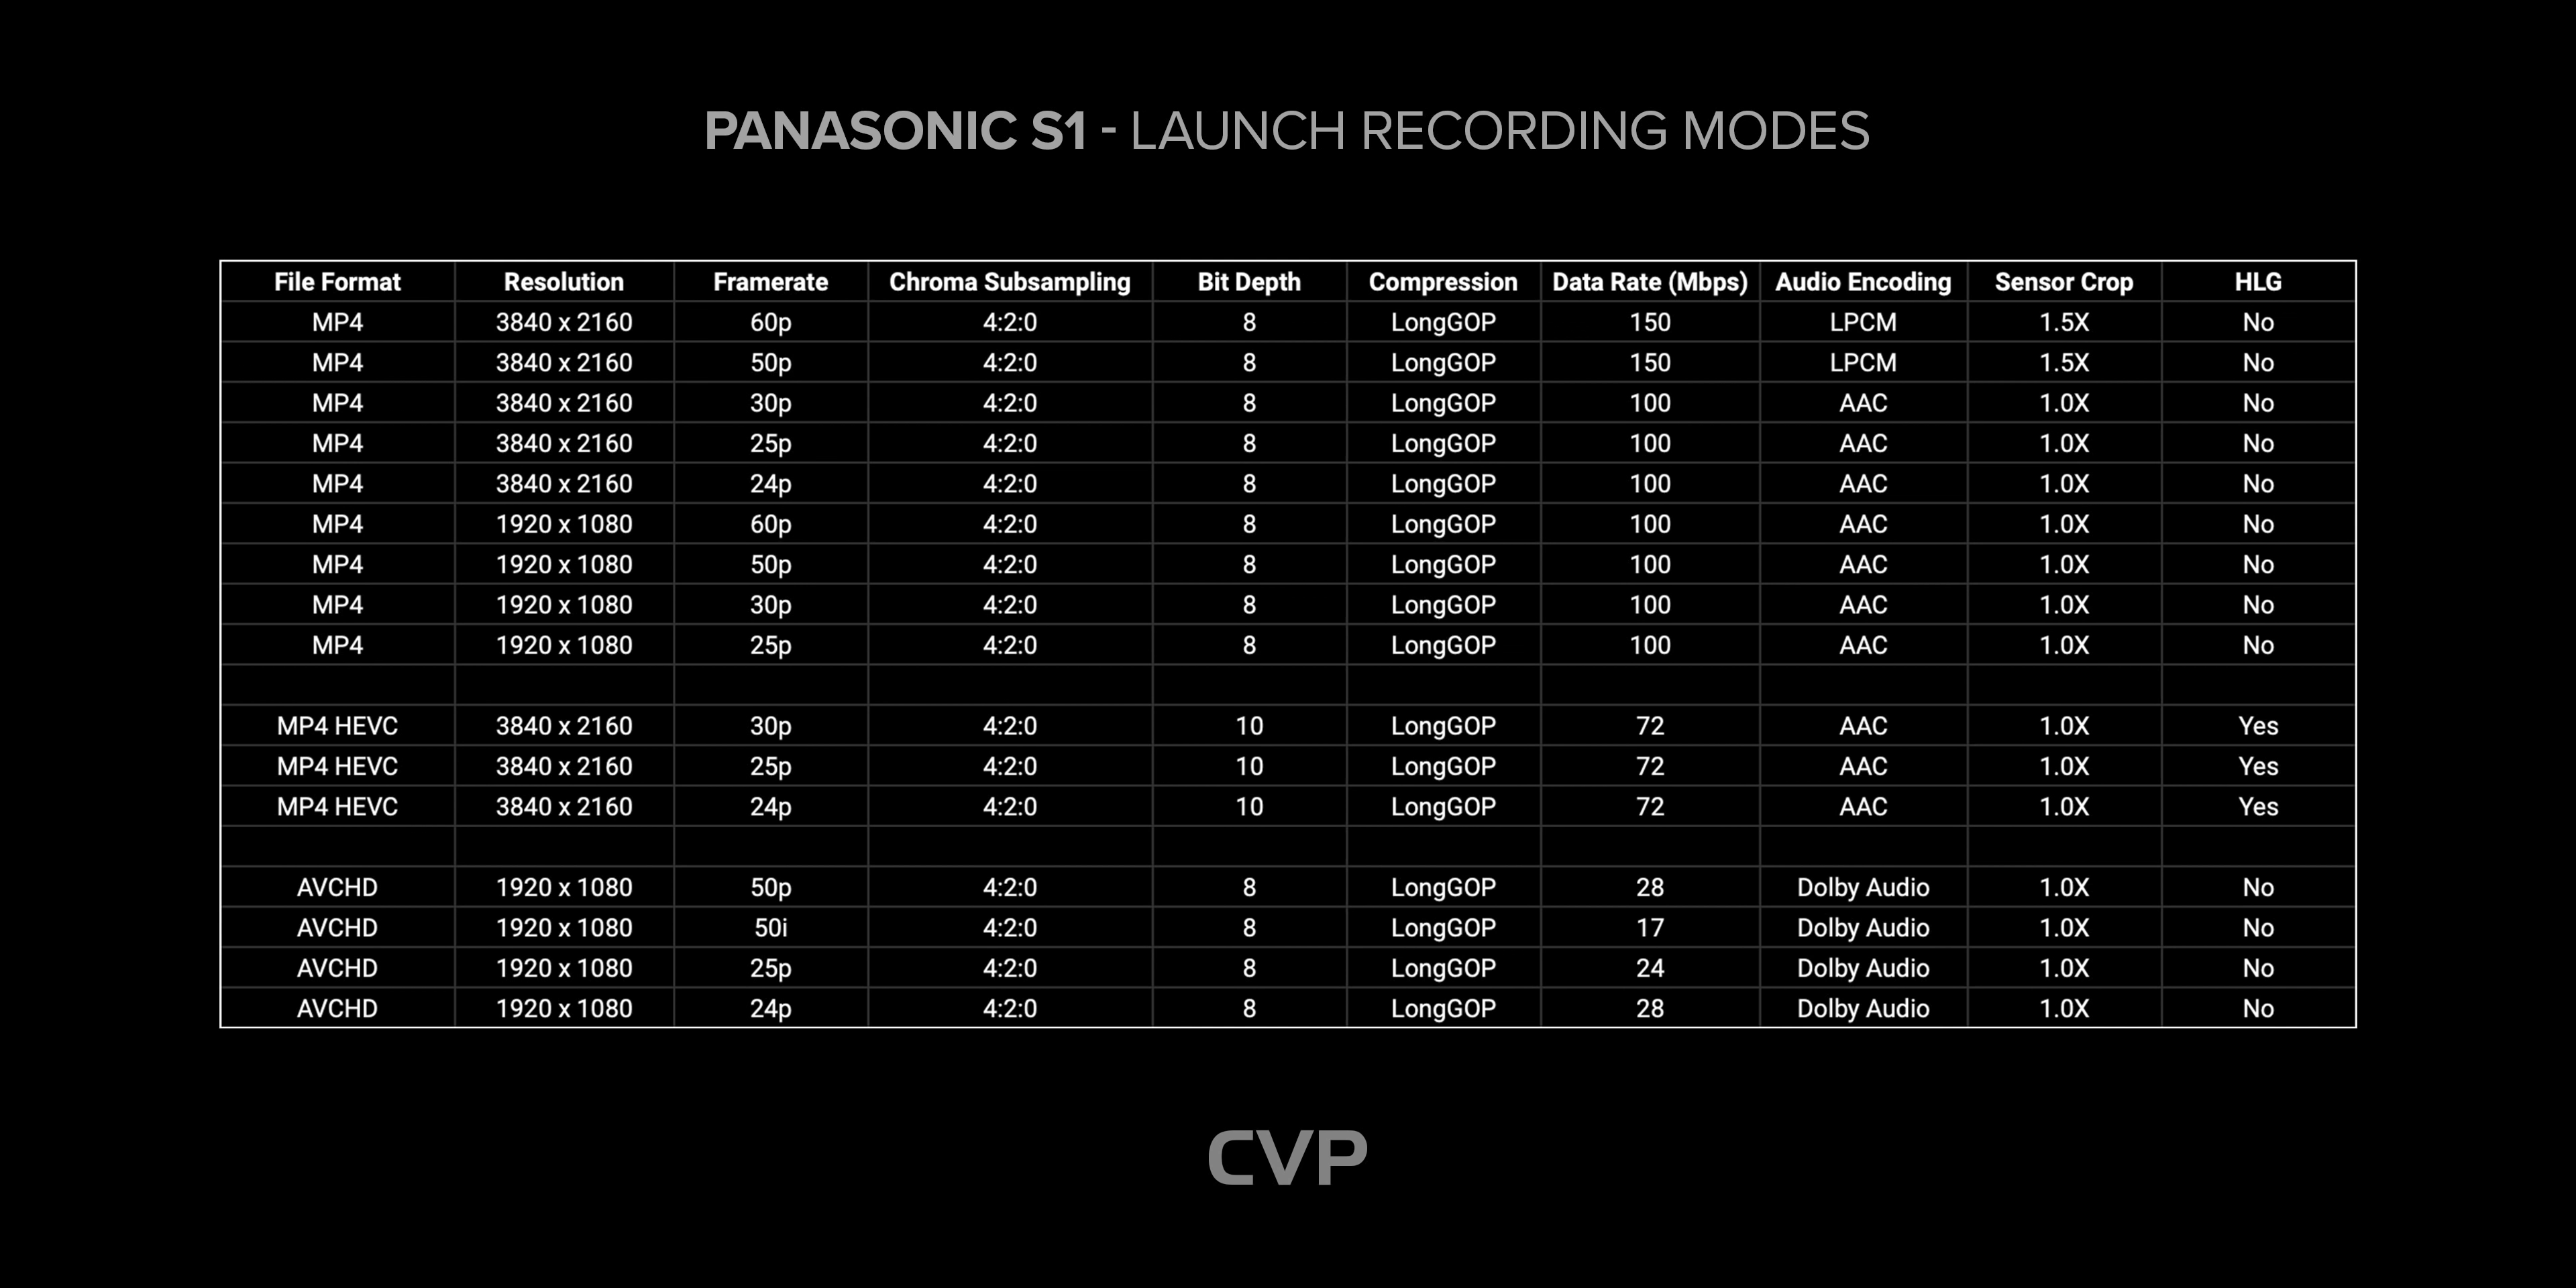 PANASONIC S1 - LAUNCH RECORDING MODES
File Format Resolution Framerate Chroma Subsampling Bit Depth Compression Data Rate (Mbps) Audio Encoding Sensor Crop HLG
MP4 3840 x 2160 60p 4:2:0 8 LongGOP 150 LPCM 1.5X No
MP4 3840 x 2160 50p 4:2:0 8 LongGOP 150 LPCM 1.5X No
MP4 3840 x 2160 30p 4:2:0 8 LongGOP 100 AAC 1.0X No
MP4 3840 x 2160 25p 4:2:0 8 LongGOP 100 AAC 1.0X No
MP4 3840 x 2160 24p 4:2:0 8 LongGOP 100 AAC 1.0X No
MP4 1920 x 1080 60p 4:2:0 8 LongGOP 100 AAC 1.0X No
MP4 1920 x 1080 50p 4:2:0 8 LongGOP 100 AAC 1.0X No
MP4 1920 x 1080 30p 4:2:0 8 LongGOP 100 AAC 1.0X No
MP4 1920 x 1080 25p 4:2:0 8 LongGOP 100 AAC 1.0X No
MP4 HEVC 3840 x 2160 30p 4:2:0 10 LongGOP 72 AAC 1.0X Yes
MP4 HEVC 3840 x 2160 25p 4:2:0 10 LongGOP 72 AAC 1.0X Yes
MP4 HEVC 3840 x 2160 24p 4:2:0 10 LongGOP 72 AAC 1.0X Yes
AVCHD 1920 x 1080 50p 4:2:0 8 LongGOP 28 Dolby Audio 1.0X No
AVCHD 1920 x 1080 50i 4:2:0 8 LongGOP 17 Dolby Audio 1.0X No
AVCHD 1920 x 1080 25p 4:2:0 8 LongGOP 24 Dolby Audio 1.0X No
AVCHD 1920 x 1080 24p 4:2:0 8 LongGOP 28 Dolby Audio 1.0X No
CVP